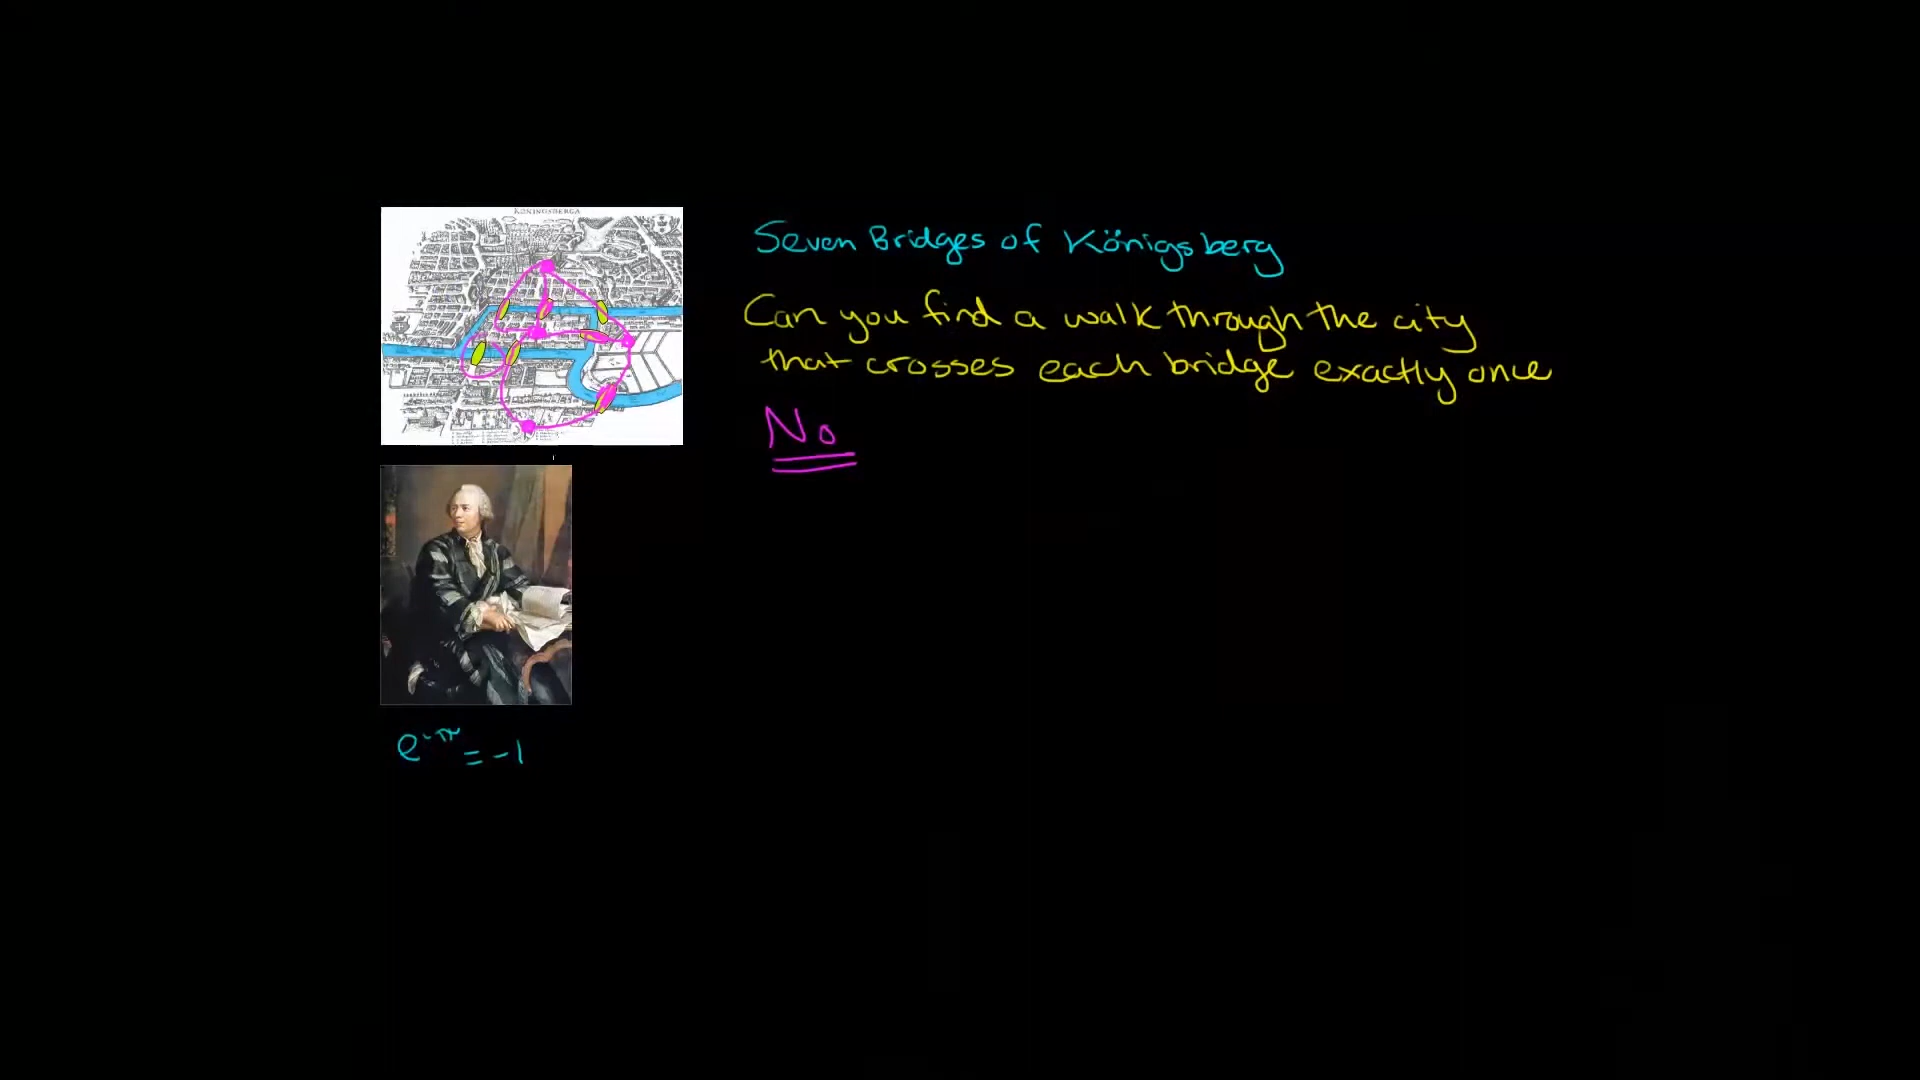 KONINGSBERGA
Seven Bridges of Königsberg
Can you find a walk through the city
that crosses each bridge exactly once
No
e^iπ = -1